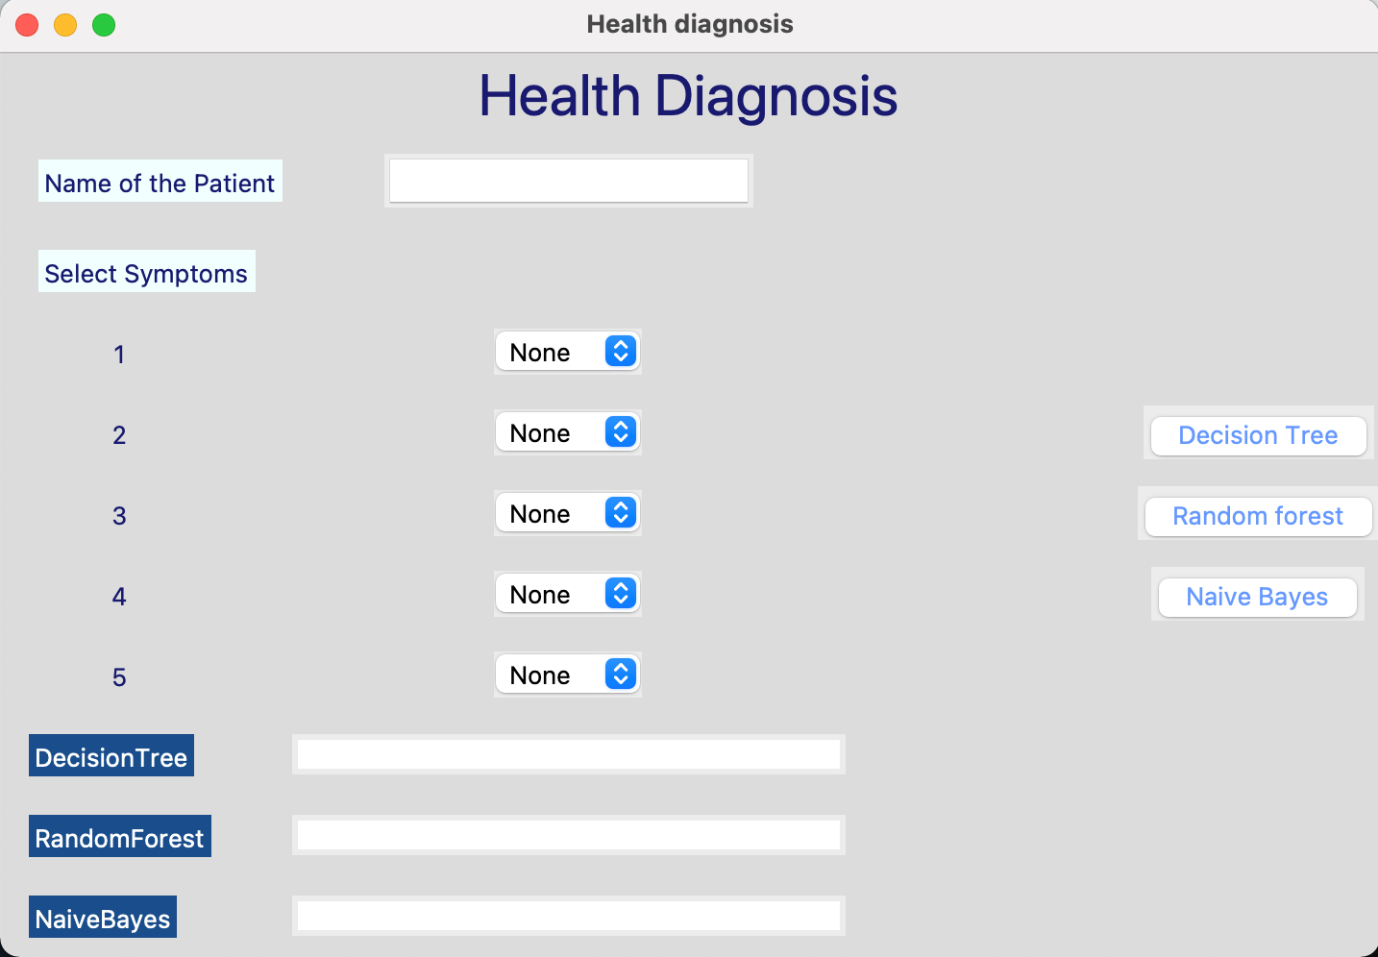 Health diagnosis
Health Diagnosis
Name of the Patient
Select Symptoms
1 None
2 None Decision Tree
3 None Random forest
4 None Naive Bayes
5 None
DecisionTree
RandomForest
NaiveBayes